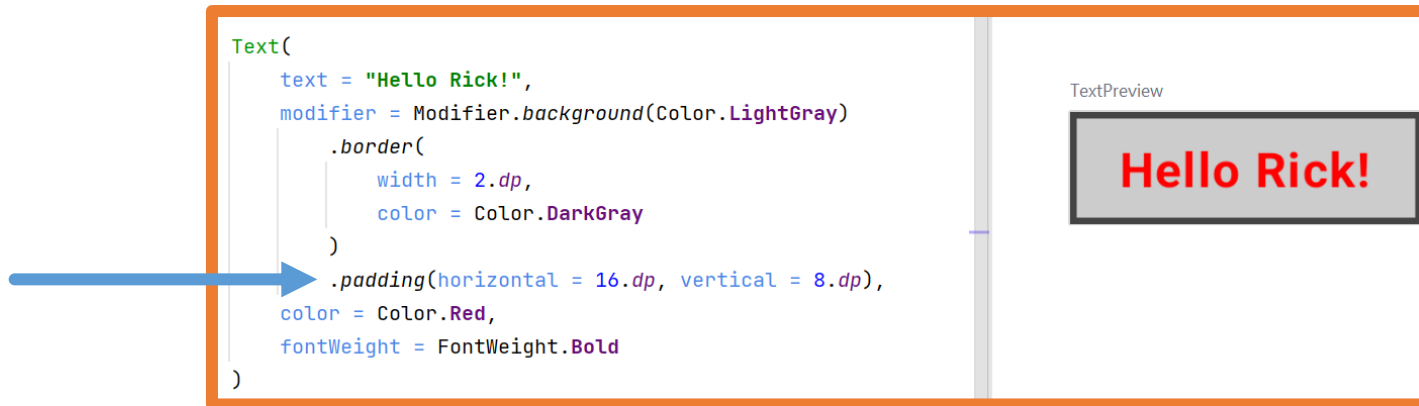 Text(
    text = "Hello Rick!",
    modifier = Modifier.background(Color.LightGray)
        .border(
            width = 2.dp,
            color = Color.DarkGray
        )
        .padding(horizontal = 16.dp, vertical = 8.dp),
    color = Color.Red,
    fontWeight = FontWeight.Bold
)
TextPreview
Hello Rick!